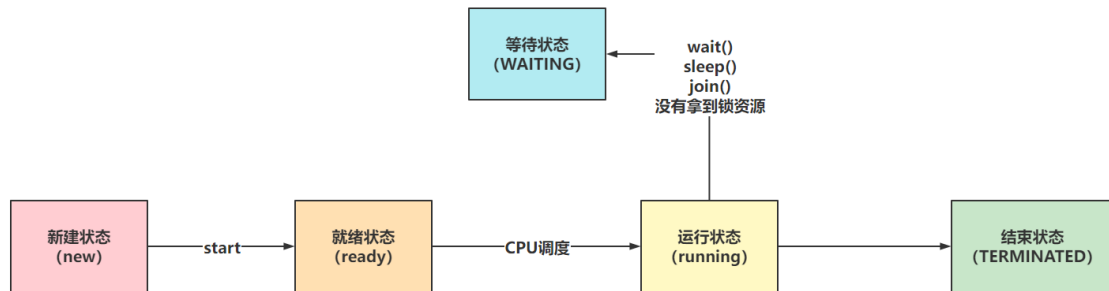 等待状态
（WAITING）
wait()
sleep()
join()
没有拿到锁资源
新建状态
（new）
start
就绪状态
（ready）
CPU调度
运行状态
（running）
结束状态
（TERMINATED）